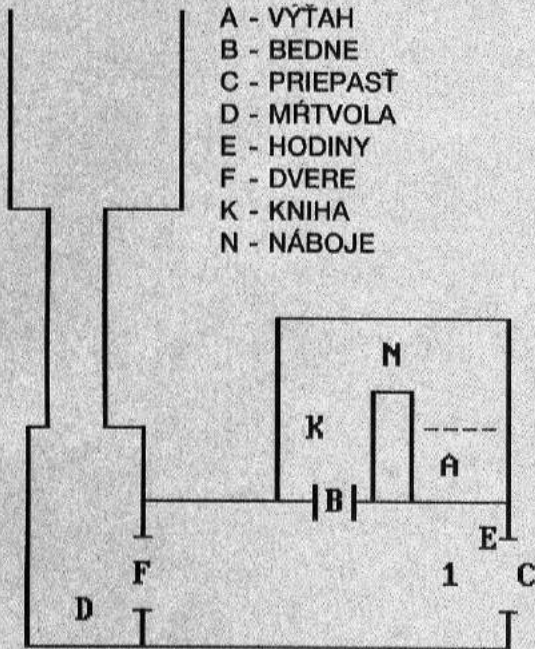 A - VÝŤAH
B - BEDNE
C - PRIEPASŤ
D - MŔTVOLA
E - HODINY
F - DVERE
K - KNIHA
N - NÁBOJE
N
K
A
B
E
F
1 C
D